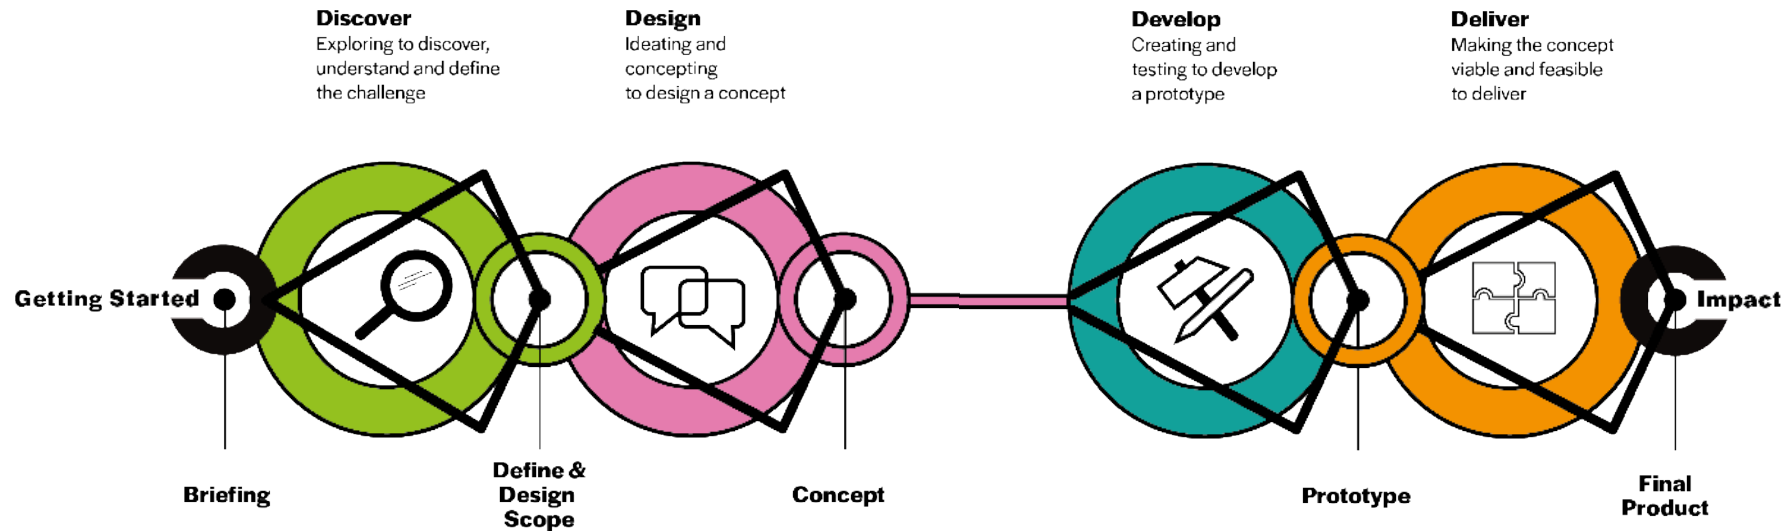 Discover
Exploring to discover,
understand and define
the challenge
Design
Ideating and
concepting
to design a concept
Develop
Creating and
testing to develop
a prototype
Deliver
Making the concept
viable and feasible
to deliver
Getting Started
Impact
Briefing
Define &
Design
Scope
Concept
Prototype
Final
Product